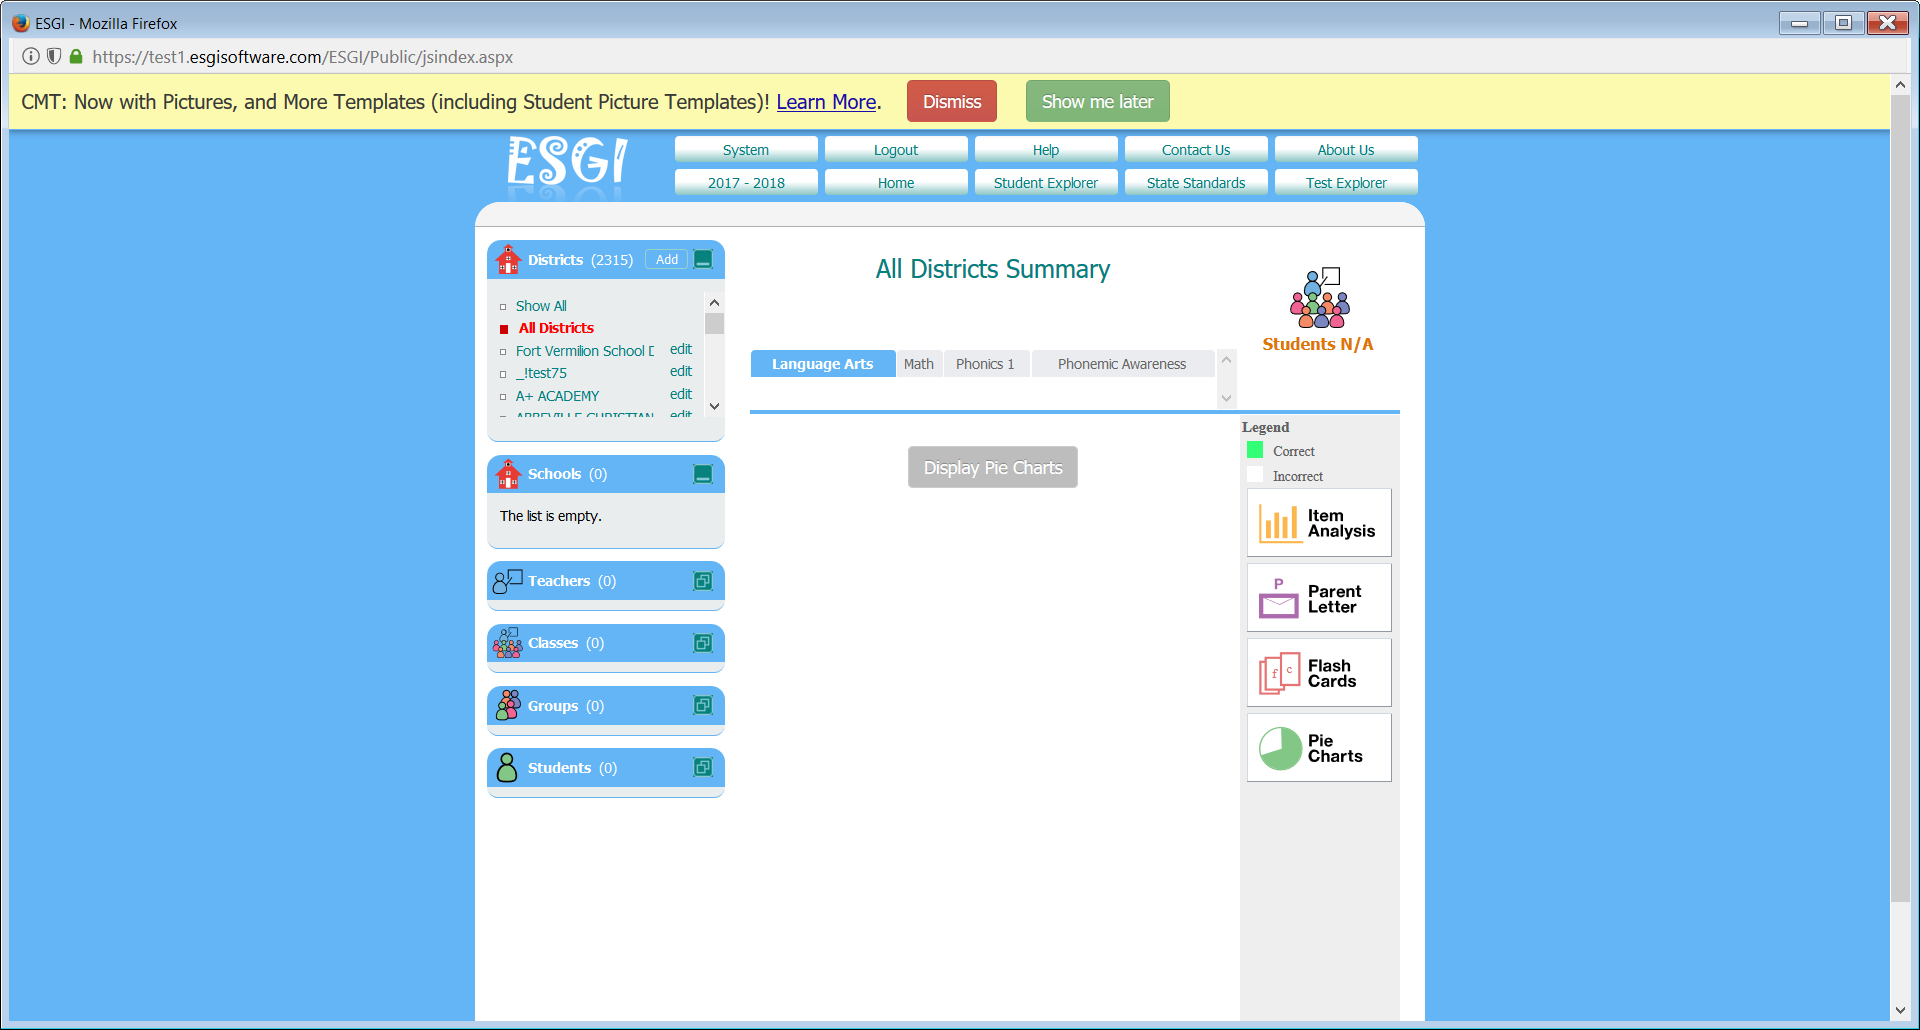 ESGI - Mozilla Firefox
https://test1.esgisoftware.com/ESGI/Public/jsindex.aspx
CMT: Now with Pictures, and More Templates (including Student Picture Templates)! Learn More. Dismiss Show me later
ESGI
System Logout Help Contact Us About Us
2017 - 2018 Home Student Explorer State Standards Test Explorer
Districts (2315) Add
Show All
All Districts
Fort Vermilion School D edit
_!test75 edit
A+ ACADEMY edit
ABBEVILLE CHRISTIAN edit
Schools (0)
The list is empty.
Teachers (0)
Classes (0)
Groups (0)
Students (0)
All Districts Summary
Students N/A
Language Arts Math Phonics 1 Phonemic Awareness
Display Pie Charts
Legend
Correct
Incorrect
Item
Analysis
P
Parent
Letter
f c
Flash
Cards
Pie
Charts